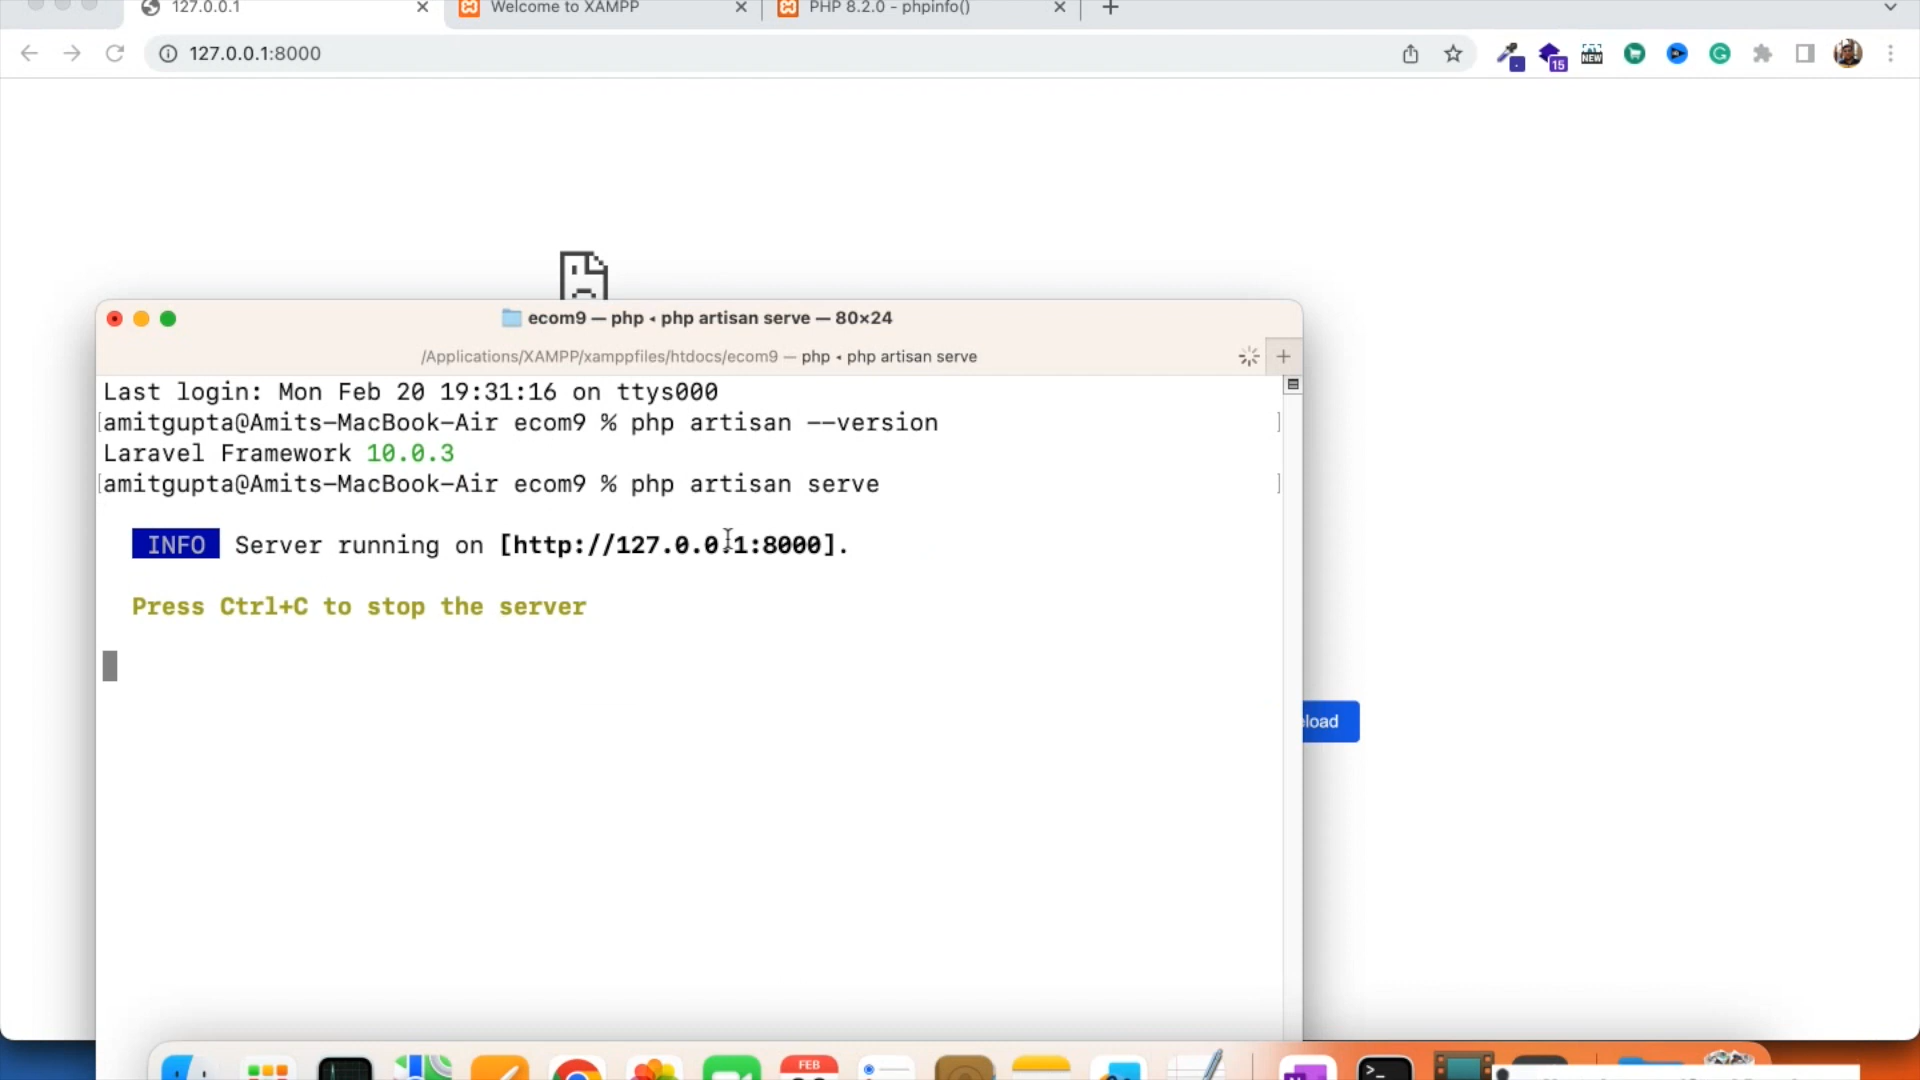 127.0.0.1
Welcome to XAMPP
PHP 8.2.0 - phpinfo()
127.0.0.1:8000
15
NEW
ecom9 — php ◂ php artisan serve — 80×24
/Applications/XAMPP/xamppfiles/htdocs/ecom9 — php ◂ php artisan serve
Last login: Mon Feb 20 19:31:16 on ttys000
[amitgupta@Amits-MacBook-Air ecom9 % php artisan --version ]
Laravel Framework 10.0.3
[amitgupta@Amits-MacBook-Air ecom9 % php artisan serve ]
INFO Server running on [http://127.0.0.1:8000].
Press Ctrl+C to stop the server
eload
FEB